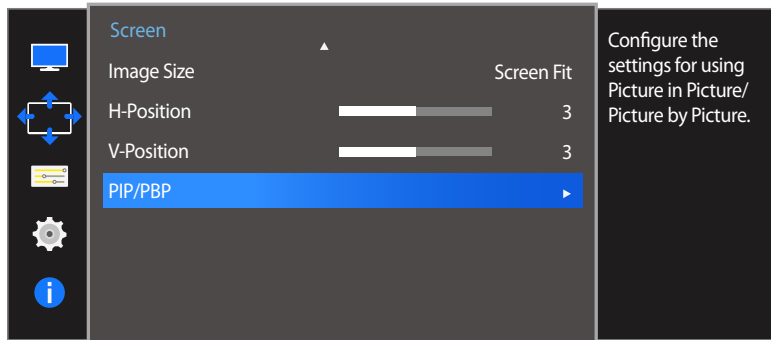 Screen
Image Size Screen Fit
H-Position 3
V-Position 3
PIP/PBP
Configure the
settings for using
Picture in Picture/
Picture by Picture.